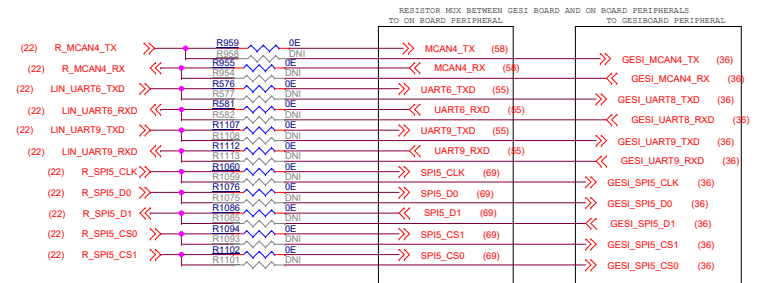 RESISTOR MUX BETWEEN GESI BOARD AND ON BOARD PERIPHERALS
TO ON BOARD PERIPHERAL TO GESIBOARD PERIPHERAL
(22) R_MCAN4_TX R959 0E MCAN4_TX (58)
R958 DNI GESI_MCAN4_TX (36)
(22) R_MCAN4_RX R955 0E MCAN4_RX (58)
R954 DNI GESI_MCAN4_RX (36)
(22) LIN_UART6_TXD R576 0E UART6_TXD (55)
R577 DNI GESI_UART8_TXD (36)
(22) LIN_UART6_RXD R581 0E UART6_RXD (55)
R582 DNI GESI_UART8_RXD (36)
(22) LIN_UART9_TXD R1107 0E UART9_TXD (55)
R1108 DNI GESI_UART9_TXD (36)
(22) LIN_UART9_RXD R1112 0E UART9_RXD (55)
R1113 DNI GESI_UART9_RXD (36)
(22) R_SPI5_CLK R1060 0E SPI5_CLK (69)
R1059 DNI GESI_SPI5_CLK (36)
(22) R_SPI5_D0 R1076 0E SPI5_D0 (69)
R1075 DNI GESI_SPI5_D0 (36)
(22) R_SPI5_D1 R1086 0E SPI5_D1 (69)
R1085 DNI GESI_SPI5_D1 (36)
(22) R_SPI5_CS0 R1094 0E SPI5_CS1 (69)
R1093 DNI GESI_SPI5_CS1 (36)
(22) R_SPI5_CS1 R1102 0E SPI5_CS0 (69)
R1101 DNI GESI_SPI5_CS0 (36)